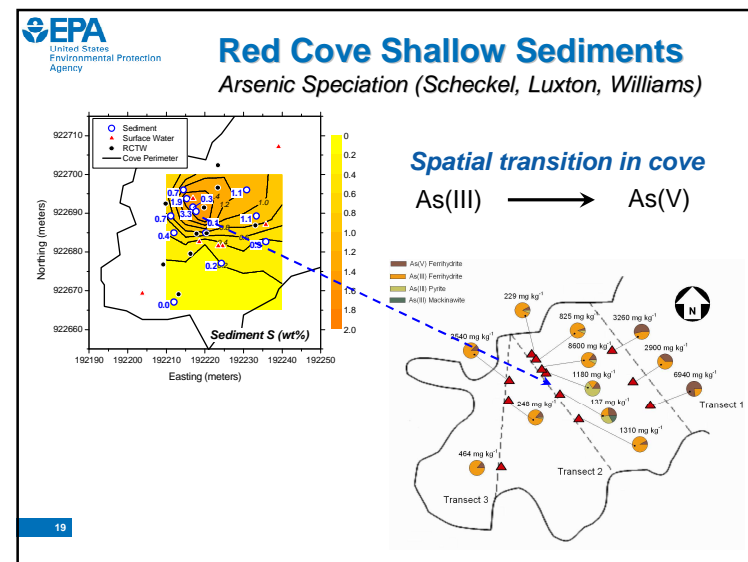 EPA
United States
Environmental Protection
Agency
Red Cove Shallow Sediments
Arsenic Speciation (Scheckel, Luxton, Williams)
Sediment
Surface Water
RCTW
Cove Perimeter
922710
922700
922690
922680
922670
922660
Northing (meters)
192190 192200 192210 192220 192230 192240 192250
Easting (meters)
0.7
1.9
0.3
1.1
1.2
1.0
3.3
0.7
0.1
1.1
0.4
0.2
0.0
Sediment S (wt%)
0
0.2
0.4
0.6
0.8
1.0
1.2
1.4
1.6
1.8
2.0
Spatial transition in cove
As(III) As(V)
As(V) Ferrihydrite
As(III) Ferrihydrite
As(III) Pyrite
As(III) Mackinawite
N
229 mg kg-1
825 mg kg-1
3260 mg kg-1
8600 mg kg-1
2900 mg kg-1
1180 mg kg-1
6940 mg kg-1
137 mg kg-1
248 mg kg-1
1310 mg kg-1
464 mg kg-1
Transect 1
Transect 2
Transect 3
19